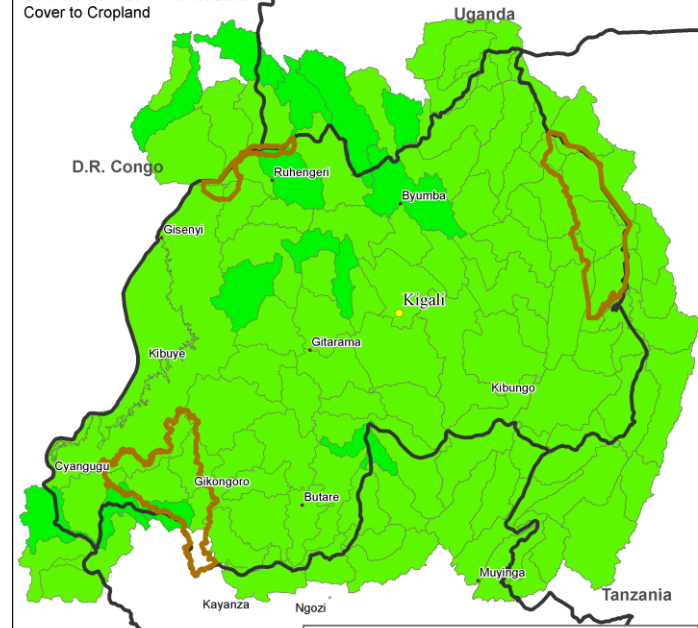 Cover to Cropland
Uganda
D.R. Congo
Ruhengeri
Byumba
Gisenyi
Kigali
Gitarama
Kibuye
Kibungo
Cyangugu
Gikongoro
Butare
Muyinga
Tanzania
Kayanza
Ngozi